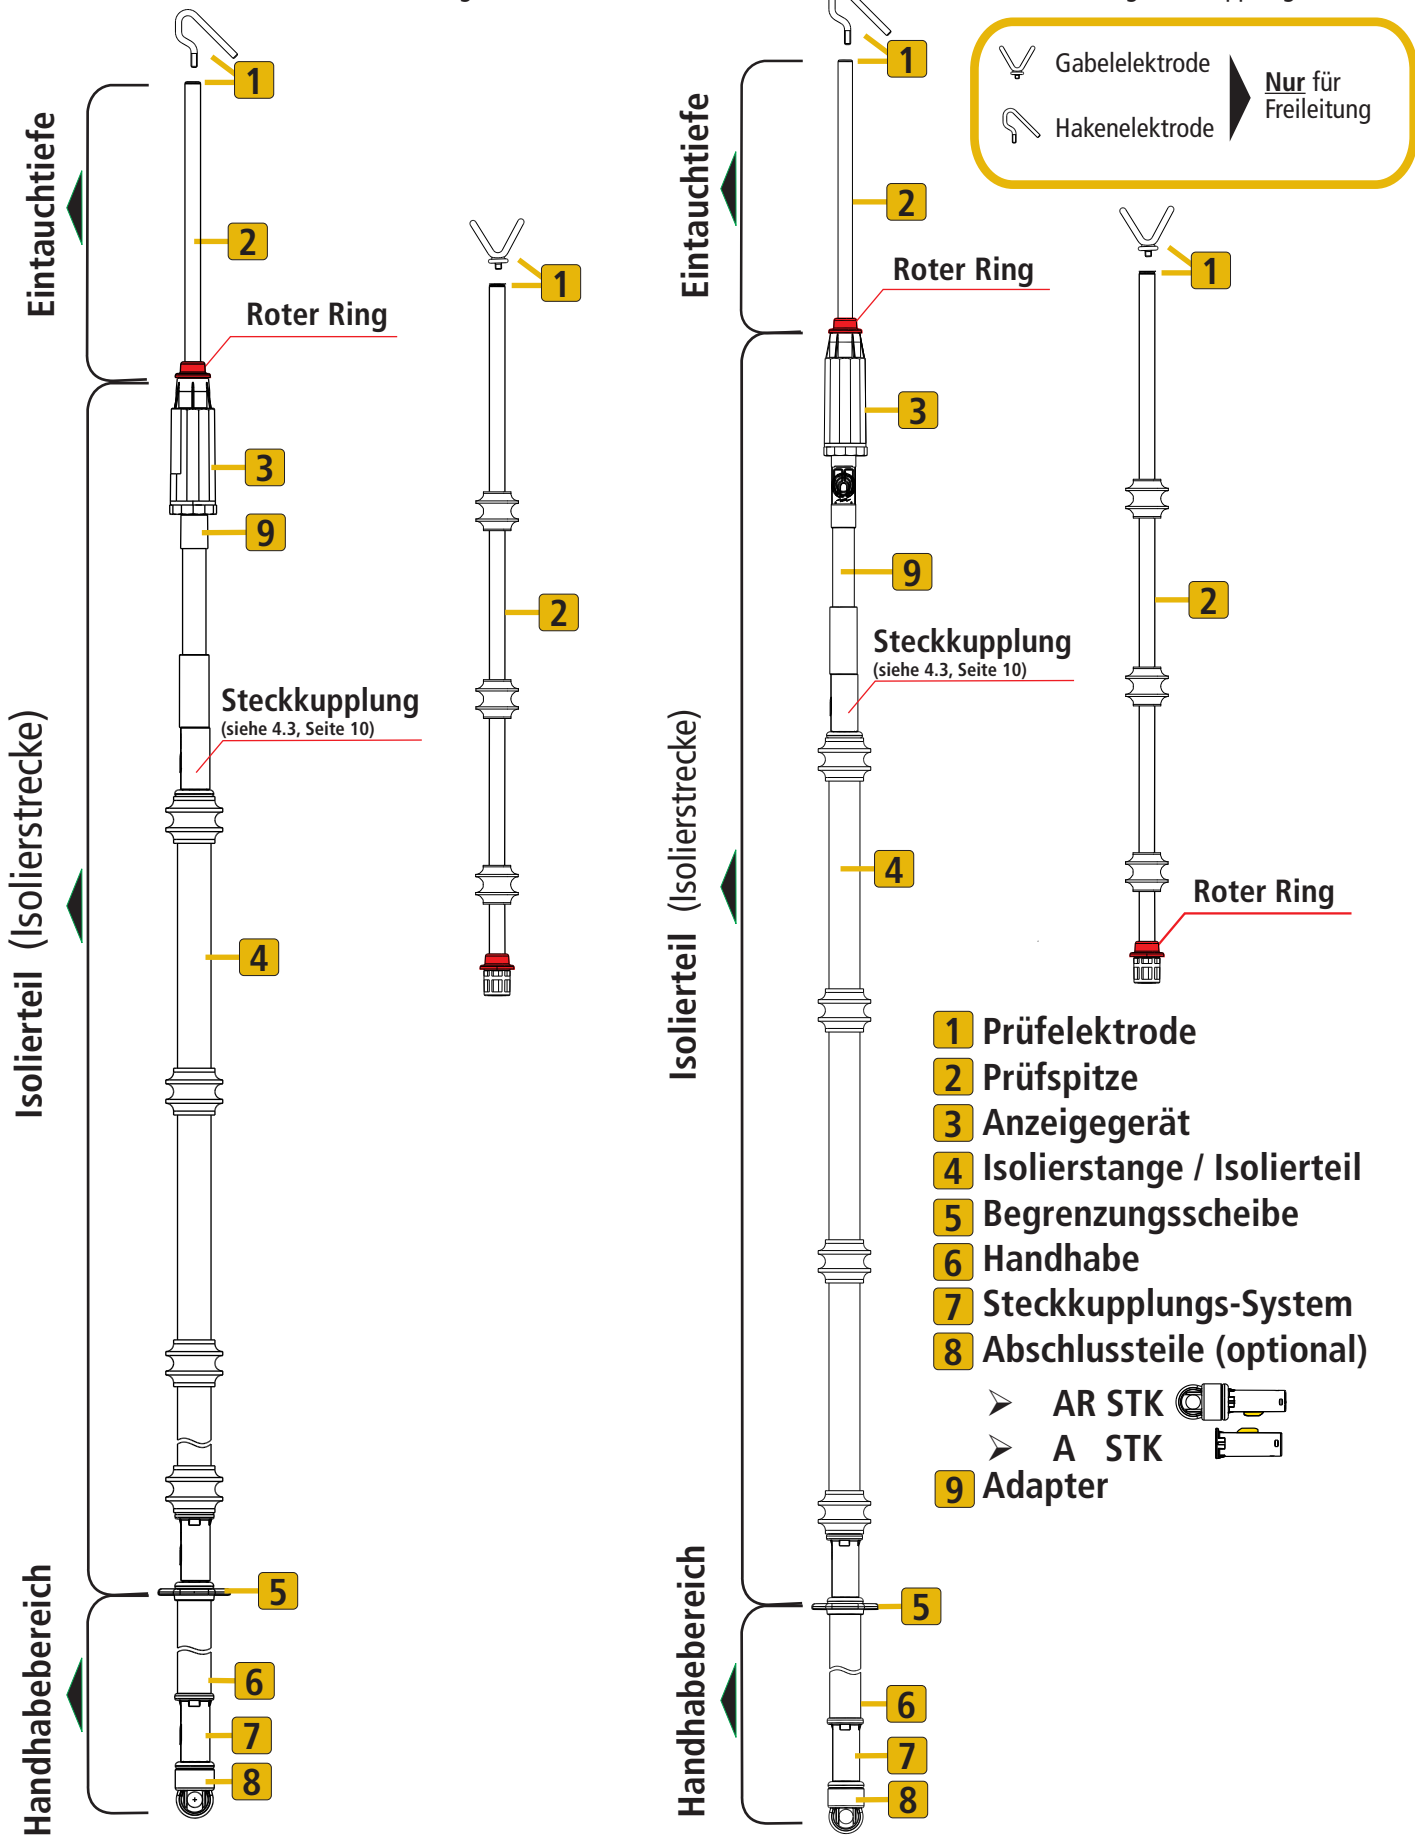 Gabelelektrode
Hakenelektrode
Nur für
Freileitung
1
Eintauchtiefe
2
Roter Ring
3
9
Steckkupplung
(siehe 4.3, Seite 10)
Isolierteil (Isolierstrecke)
4
5
Handhabebereich
6
7
8
1
2
1
Eintauchtiefe
2
Roter Ring
3
9
Steckkupplung
(siehe 4.3, Seite 10)
Isolierteil (Isolierstrecke)
4
5
Handhabebereich
6
7
8
1
2
Roter Ring
1 Prüfelektrode
2 Prüfspitze
3 Anzeigegerät
4 Isolierstange / Isolierteil
5 Begrenzungsscheibe
6 Handhabe
7 Steckkupplungs-System
8 Abschlussteile (optional)
➢ AR STK
➢ A STK
9 Adapter